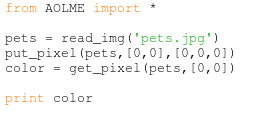 from AOLME import *
pets = read_img('pets.jpg')
put_pixel(pets,[0,0],[0,0,0])
color = get_pixel(pets,[0,0])
print color